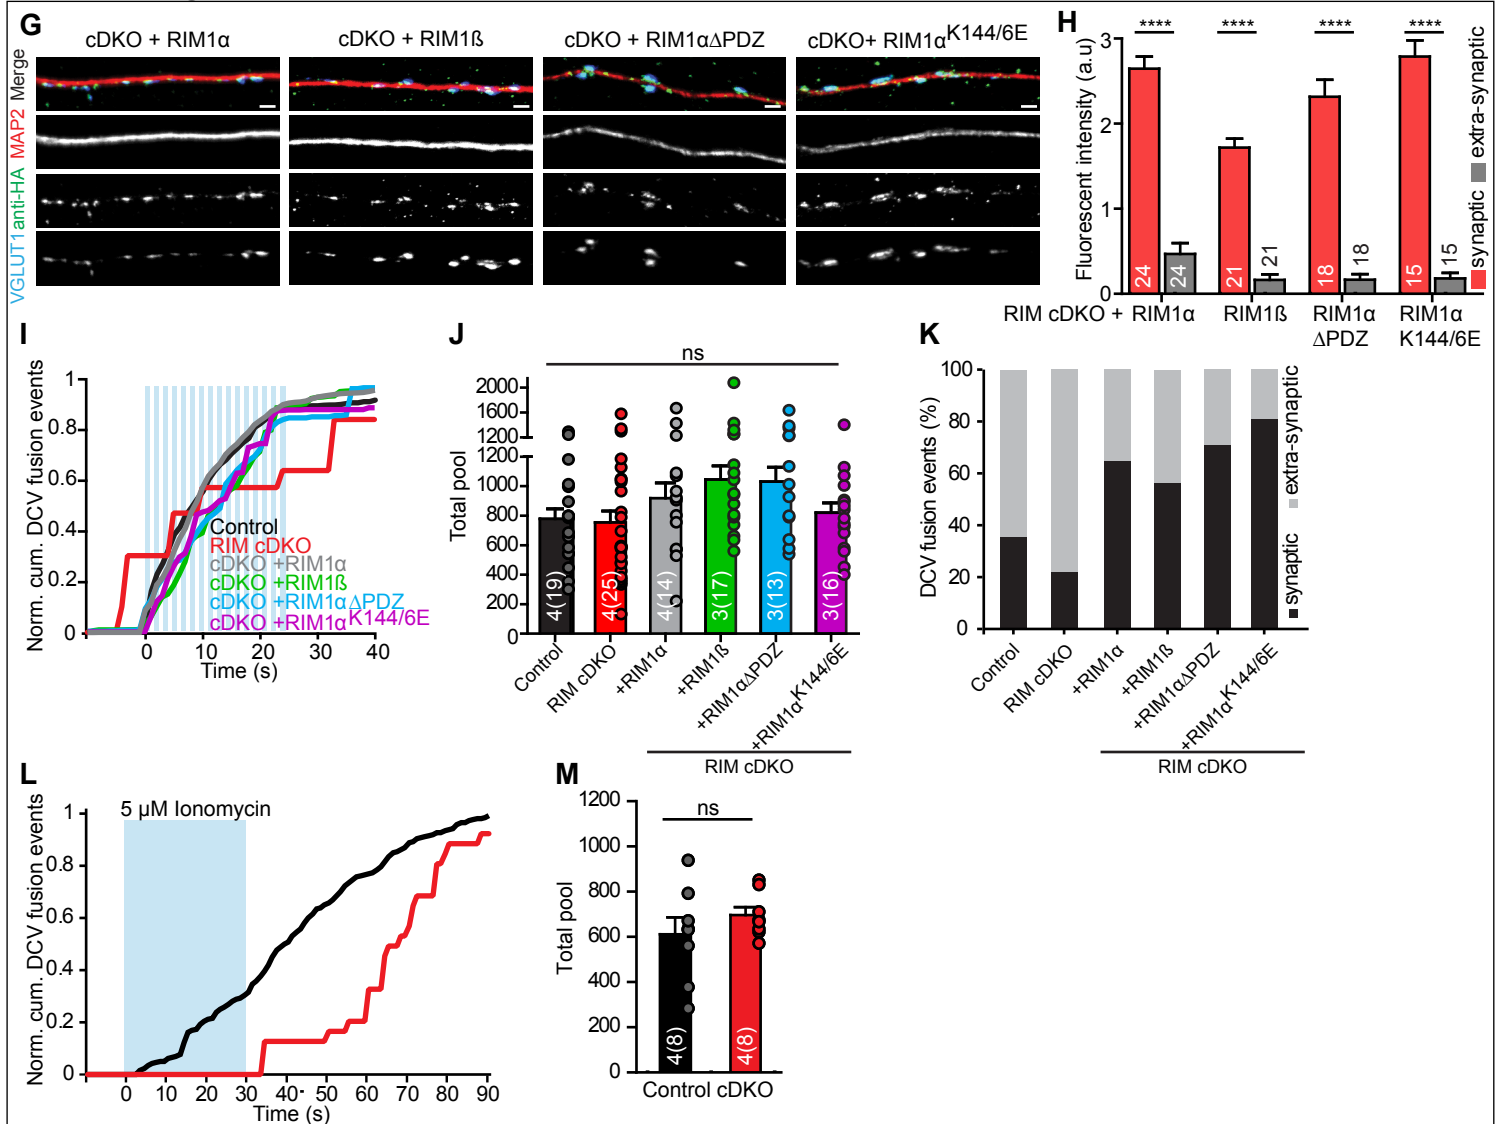 G
cDKO + RIM1α
cDKO + RIM1ß
cDKO + RIM1αΔPDZ
cDKO+ RIM1αK144/6E
VGLUT1 anti-HA MAP2 Merge
H
**** **** **** ****
Fluorescent intensity (a.u)
3
2
1
0
24 24 21 21 18 18 15 15
synaptic extra-synaptic
RIM cDKO + RIM1α RIM1ß RIM1α RIM1α
ΔPDZ K144/6E
I
Norm. cum. DCV fusion events
1
0.8
0.6
0.4
0.2
0
Control
RIM cDKO
cDKO +RIM1α
cDKO +RIM1ß
cDKO +RIM1αΔPDZ
cDKO +RIM1αK144/6E
0 10 20 30 40
Time (s)
J
ns
Total pool
2000
1600
1200
1200
1000
800
600
400
200
0
4(19) 4(25) 4(14) 3(17) 3(13) 3(16)
Control RIM cDKO +RIM1α +RIM1ß +RIM1αΔPDZ +RIM1αK144/6E
RIM cDKO
K
DCV fusion events (%)
100
80
60
40
20
0
synaptic extra-synaptic
Control RIM cDKO +RIM1α +RIM1ß +RIM1αΔPDZ +RIM1αK144/6E
RIM cDKO
L
5 µM Ionomycin
Norm. cum. DCV fusion events
1
0.8
0.6
0.4
0.2
0
0 10 20 30 40 50 60 70 80 90
Time (s)
M
ns
Total pool
1200
1000
800
600
400
200
0
4(8) 4(8)
Control cDKO